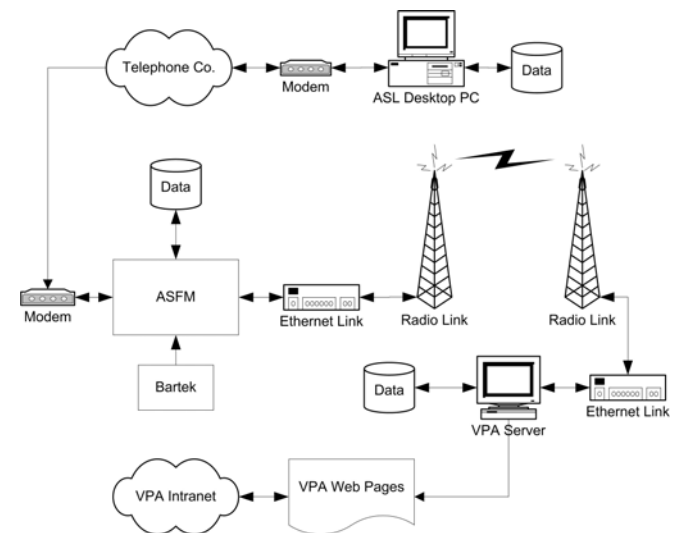 Telephone Co.
Modem
ASL Desktop PC
Data
Data
Modem
ASFM
Ethernet Link
Radio Link
Radio Link
Bartek
Data
VPA Server
Ethernet Link
VPA Intranet
VPA Web Pages